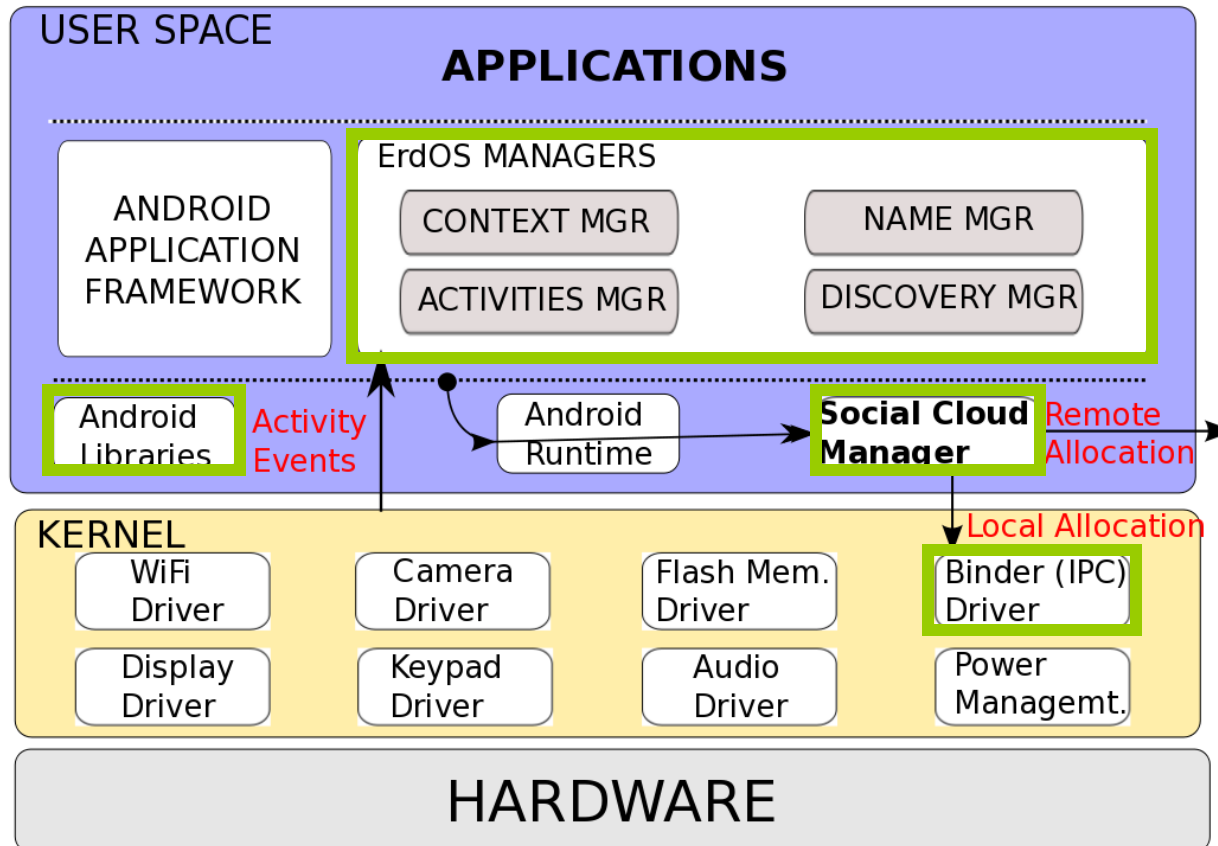 USER SPACE
APPLICATIONS
ANDROID
APPLICATION
FRAMEWORK
ErdOS MANAGERS
CONTEXT MGR
NAME MGR
ACTIVITIES MGR
DISCOVERY MGR
Android
Libraries
Activity
Events
Android
Runtime
Social Cloud
Manager
Remote
Allocation
Local Allocation
KERNEL
WiFi
Driver
Camera
Driver
Flash Mem.
Driver
Binder (IPC)
Driver
Display
Driver
Keypad
Driver
Audio
Driver
Power
Managemt.
HARDWARE